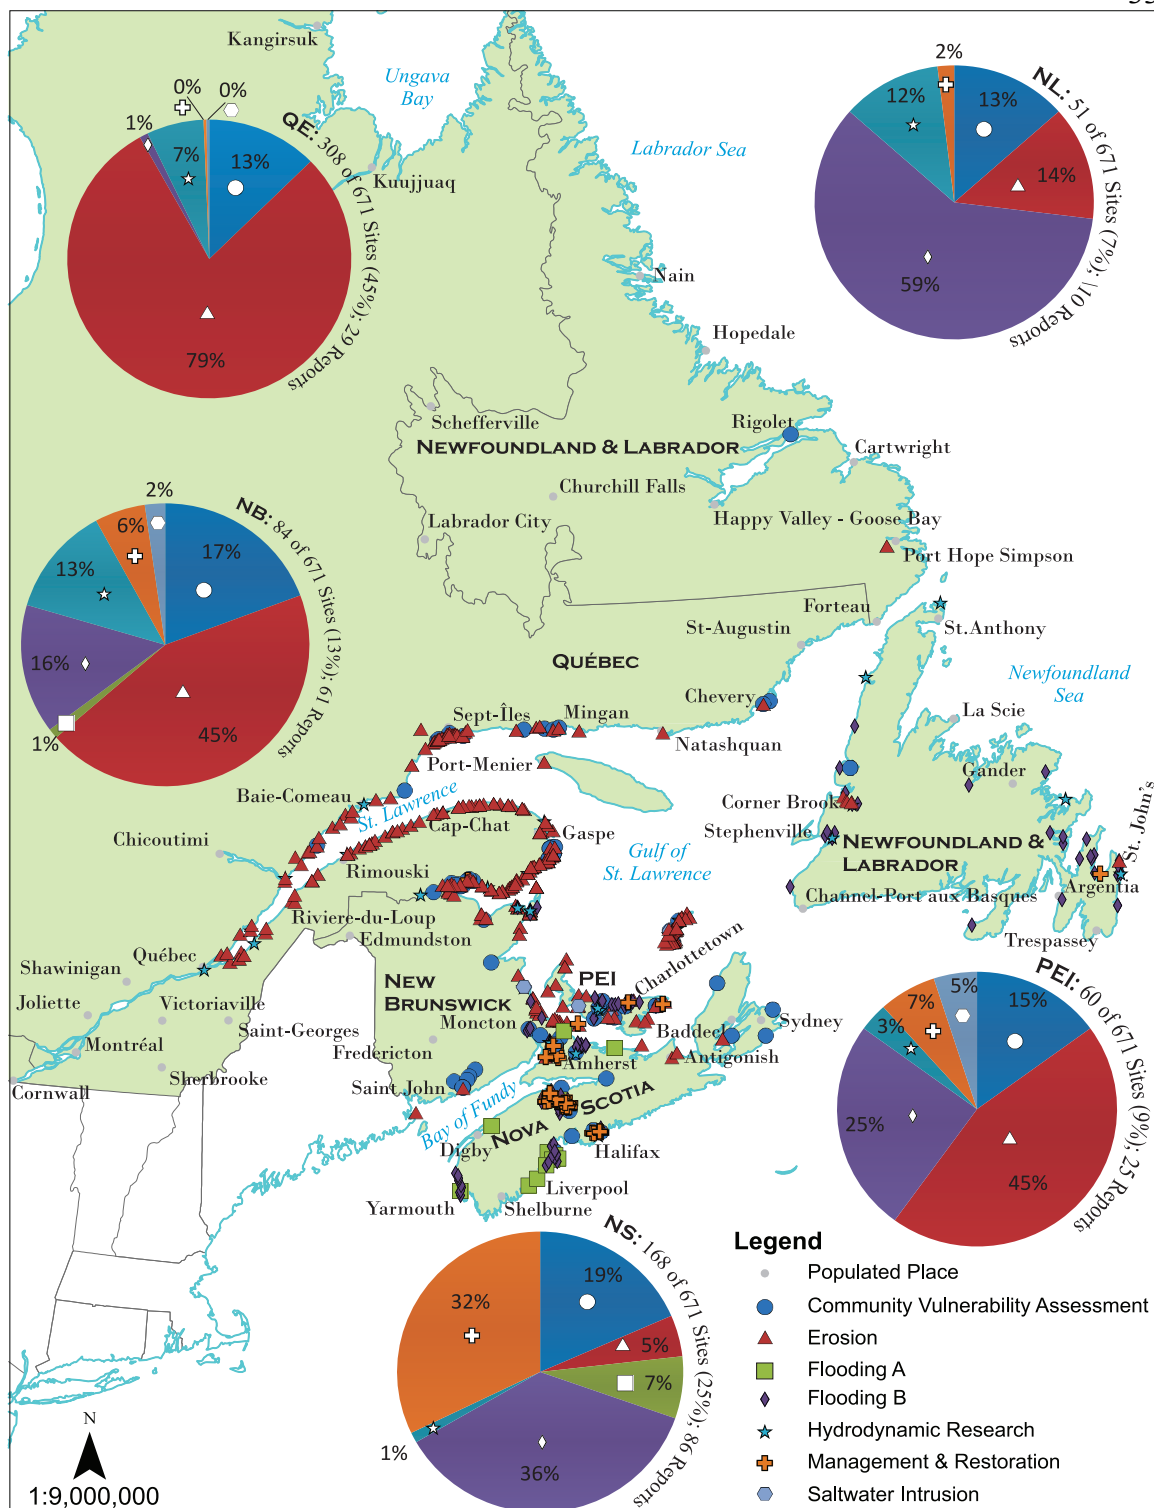 Kangirsuk
Ungava
Bay
Labrador Sea
0%
0%
1%
7%
13%
79%
QE: 308 of 671 Sites (45%); 29 Reports
Kuujjuaq
2%
12%
13%
14%
59%
NL: 51 of 671 Sites (7%); \10 Reports
Nain
Hopedale
Schefferville
Rigolet
NEWFOUNDLAND & LABRADOR
Cartwright
Churchill Falls
Labrador City
Happy Valley - Goose Bay
Port Hope Simpson
2%
6%
17%
13%
16%
1%
45%
NB: 84 of 671 Sites (13%); 61 Reports
Forteau
St-Augustin
St.Anthony
QUÉBEC
Newfoundland
Sea
Chevery
Sept-Îles
Mingan
La Scie
Natashquan
Port-Menier
Gander
Baie-Comeau
St. Lawrence
Corner Brook
St. John's
Cap-Chat
Gaspe
Stephenville
Chicoutimi
Gulf of
St. Lawrence
NEWFOUNDLAND &
LABRADOR
Rimouski
Argentia
Channel-Port aux Basques
Riviere-du-Loup
Edmundston
Trespassey
Québec
Charlottetown
Shawinigan
PEI
NEW
BRUNSWICK
Joliette
Victoriaville
Moncton
Saint-Georges
Baddeck
Sydney
Montréal
Fredericton
Amherst
Antigonish
Sherbrooke
Cornwall
Saint John
Bay of Fundy
NOVA SCOTIA
Digby
Halifax
Liverpool
Yarmouth
Shelburne
5%
7%
15%
3%
25%
45%
PEI: 60 of 671 Sites (9%); 25 Reports
32%
19%
5%
7%
1%
36%
NS: 168 of 671 Sites (25%); 86 Reports
Legend
Populated Place
Community Vulnerability Assessment
Erosion
Flooding A
Flooding B
Hydrodynamic Research
Management & Restoration
Saltwater Intrusion
N
1:9,000,000